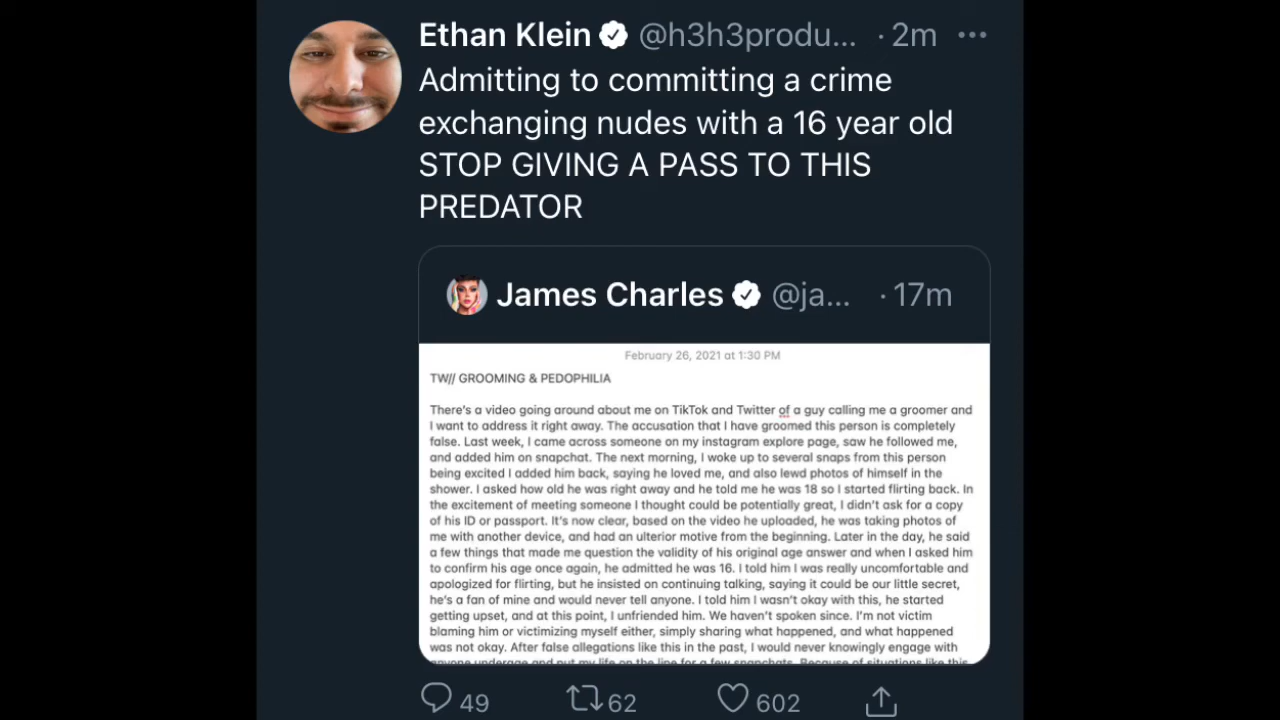 Ethan Klein @h3h3produ... · 2m ···
Admitting to committing a crime
exchanging nudes with a 16 year old
STOP GIVING A PASS TO THIS
PREDATOR
James Charles @ja... · 17m
February 26, 2021 at 1:30 PM
TW// GROOMING & PEDOPHILIA
There's a video going around about me on TikTok and Twitter of a guy calling me a groomer and
I want to address it right away. The accusation that I have groomed this person is completely
false. Last week, I came across someone on my instagram explore page, saw he followed me,
and added him on snapchat. The next morning, I woke up to several snaps from this person
being excited I added him back, saying he loved me, and also lewd photos of himself in the
shower. I asked how old he was right away and he told me he was 18 so I started flirting back. In
the excitement of meeting someone I thought could be potentially great, I didn't ask for a copy
of his ID or passport. It's now clear, based on the video he uploaded, he was taking photos of
me with another device, and had an ulterior motive from the beginning. Later in the day, he said
a few things that made me question the validity of his original age answer and when I asked him
to confirm his age once again, he admitted he was 16. I told him I was really uncomfortable and
apologized for flirting, but he insisted on continuing talking, saying it could be our little secret,
he's a fan of mine and would never tell anyone. I told him I wasn't okay with this, he started
getting upset, and at this point, I unfriended him. We haven't spoken since. I'm not victim
blaming him or victimizing myself either, simply sharing what happened, and what happened
was not okay. After false allegations like this in the past, I would never knowingly engage with
anyone underage and put my life on the line for a few snapchats. Because of situations like this
49 62 602